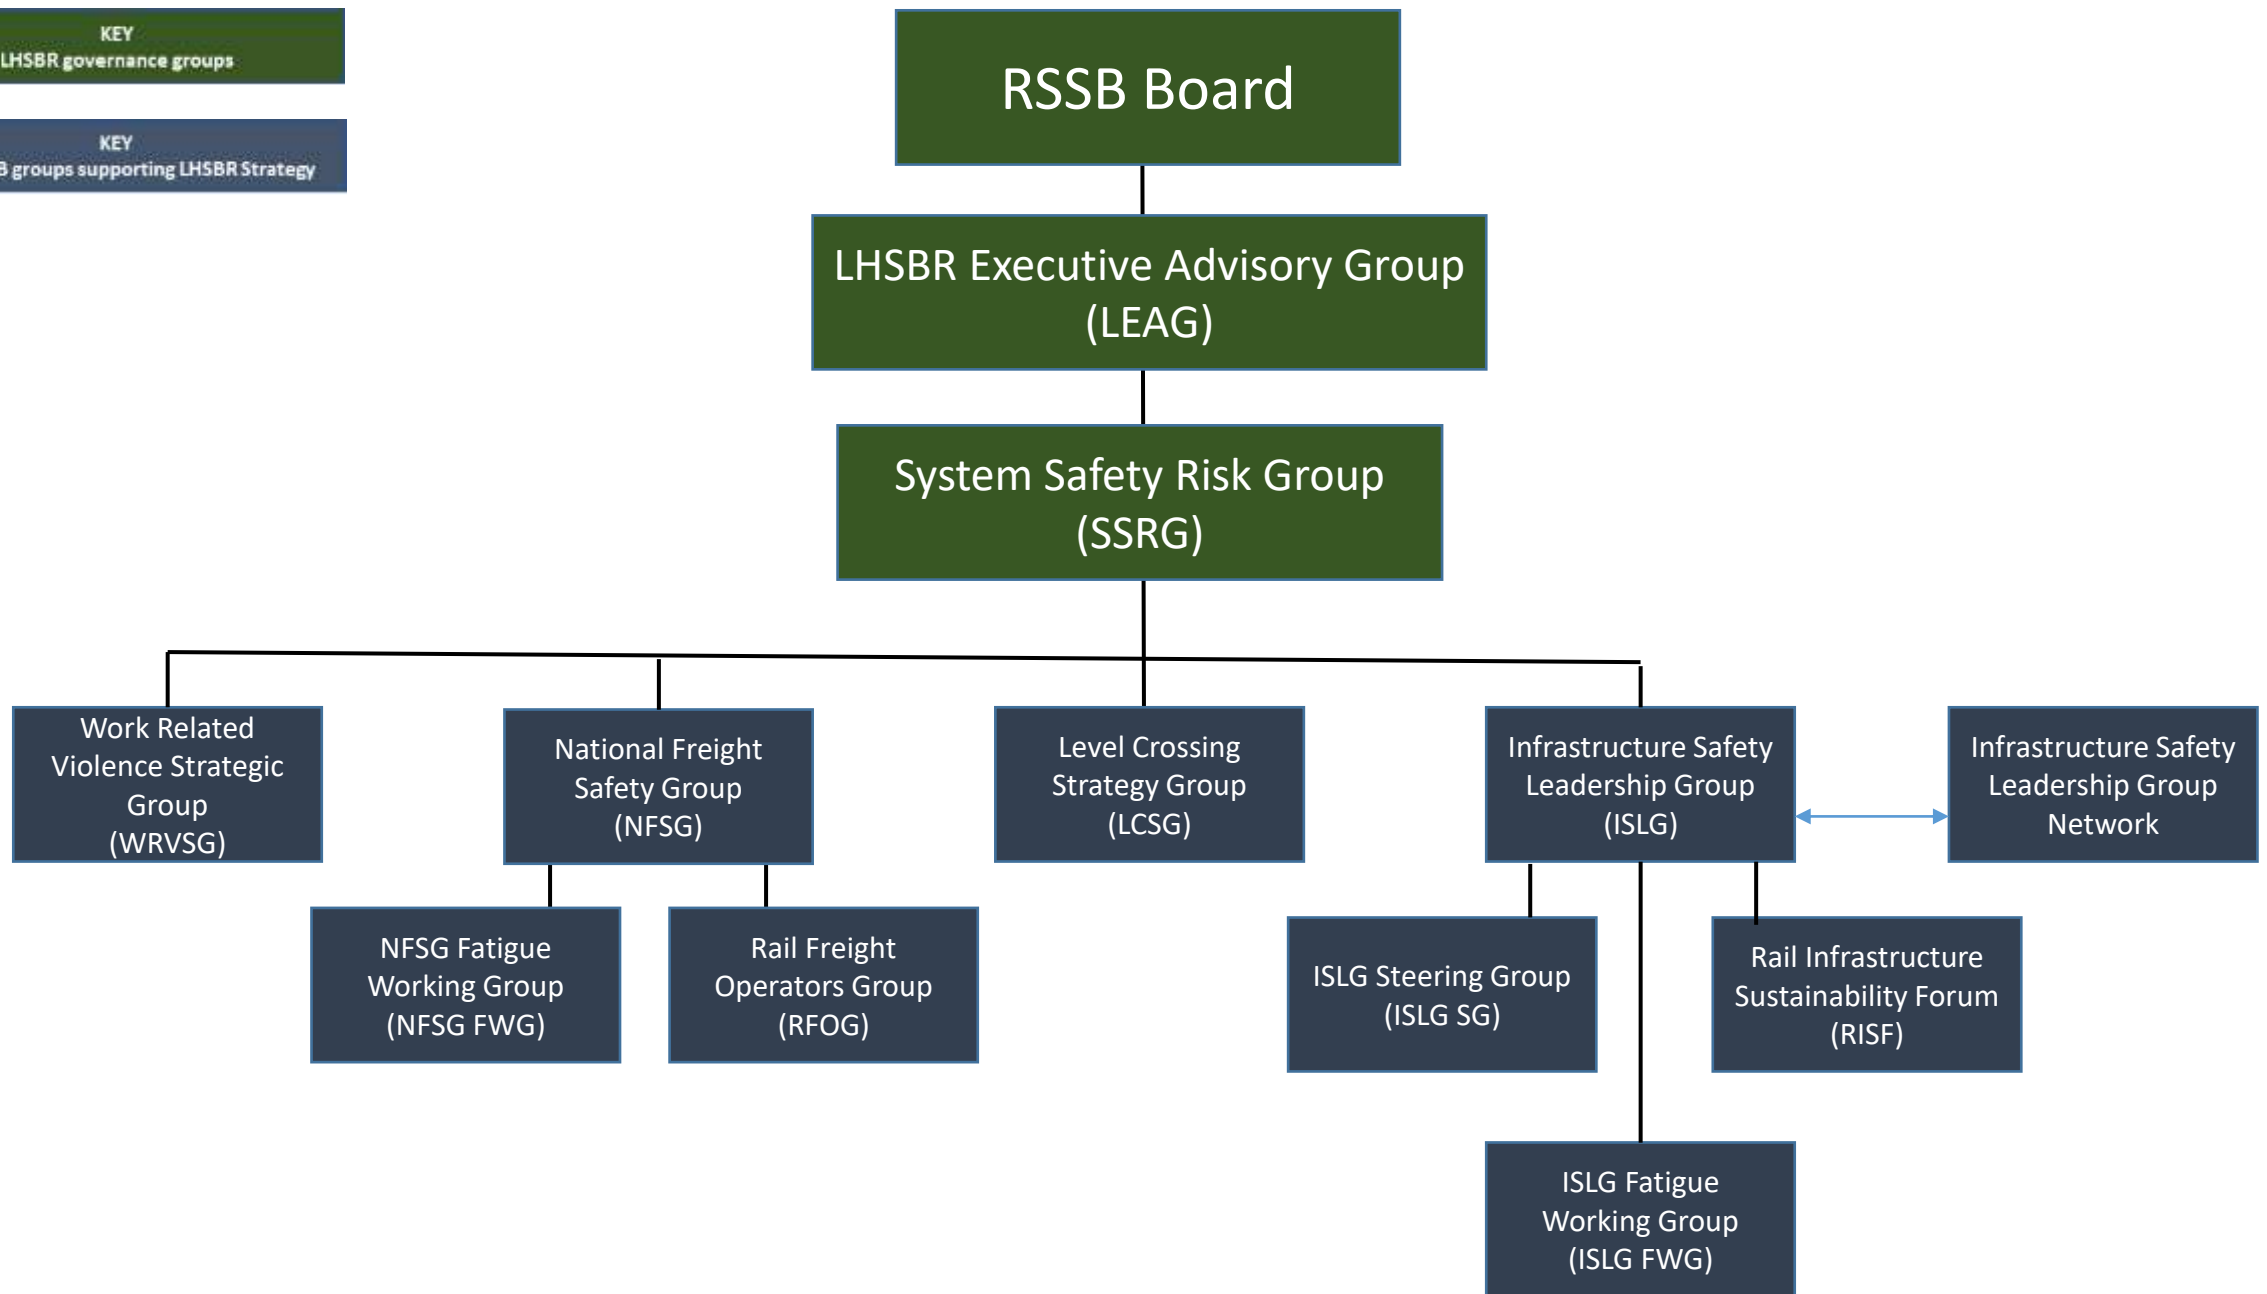 KEY
LHSBR governance groups
KEY
groups supporting LHSBR Strategy
RSSB Board
LHSBR Executive Advisory Group
(LEAG)
System Safety Risk Group
(SSRG)
Work Related
Violence Strategic
Group
(WRVSG)
National Freight
Safety Group
(NFSG)
Level Crossing
Strategy Group
(LCSG)
Infrastructure Safety
Leadership Group
(ISLG)
Infrastructure Safety
Leadership Group
Network
NFSG Fatigue
Working Group
(NFSG FWG)
Rail Freight
Operators Group
(RFOG)
ISLG Steering Group
(ISLG SG)
Rail Infrastructure
Sustainability Forum
(RISF)
ISLG Fatigue
Working Group
(ISLG FWG)